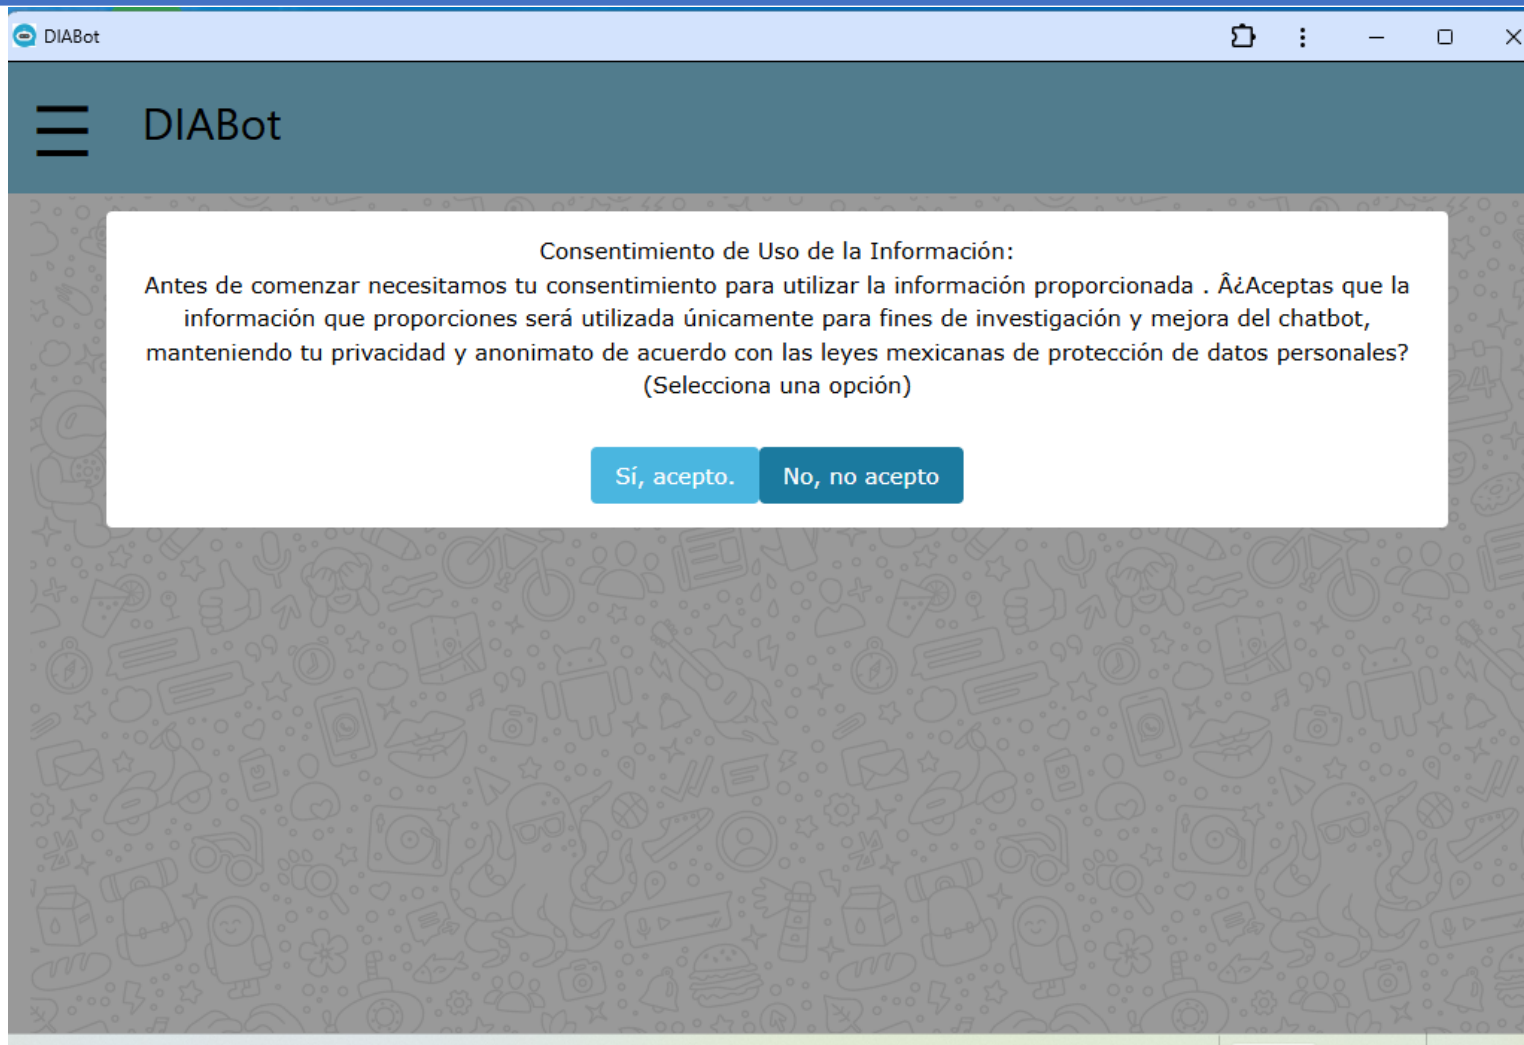 DIABot
DIABot
Consentimiento de Uso de la Información:
Antes de comenzar necesitamos tu consentimiento para utilizar la información proporcionada . Â¿Aceptas que la
información que proporciones será utilizada únicamente para fines de investigación y mejora del chatbot,
manteniendo tu privacidad y anonimato de acuerdo con las leyes mexicanas de protección de datos personales?
(Selecciona una opción)
Sí, acepto.
No, no acepto
24